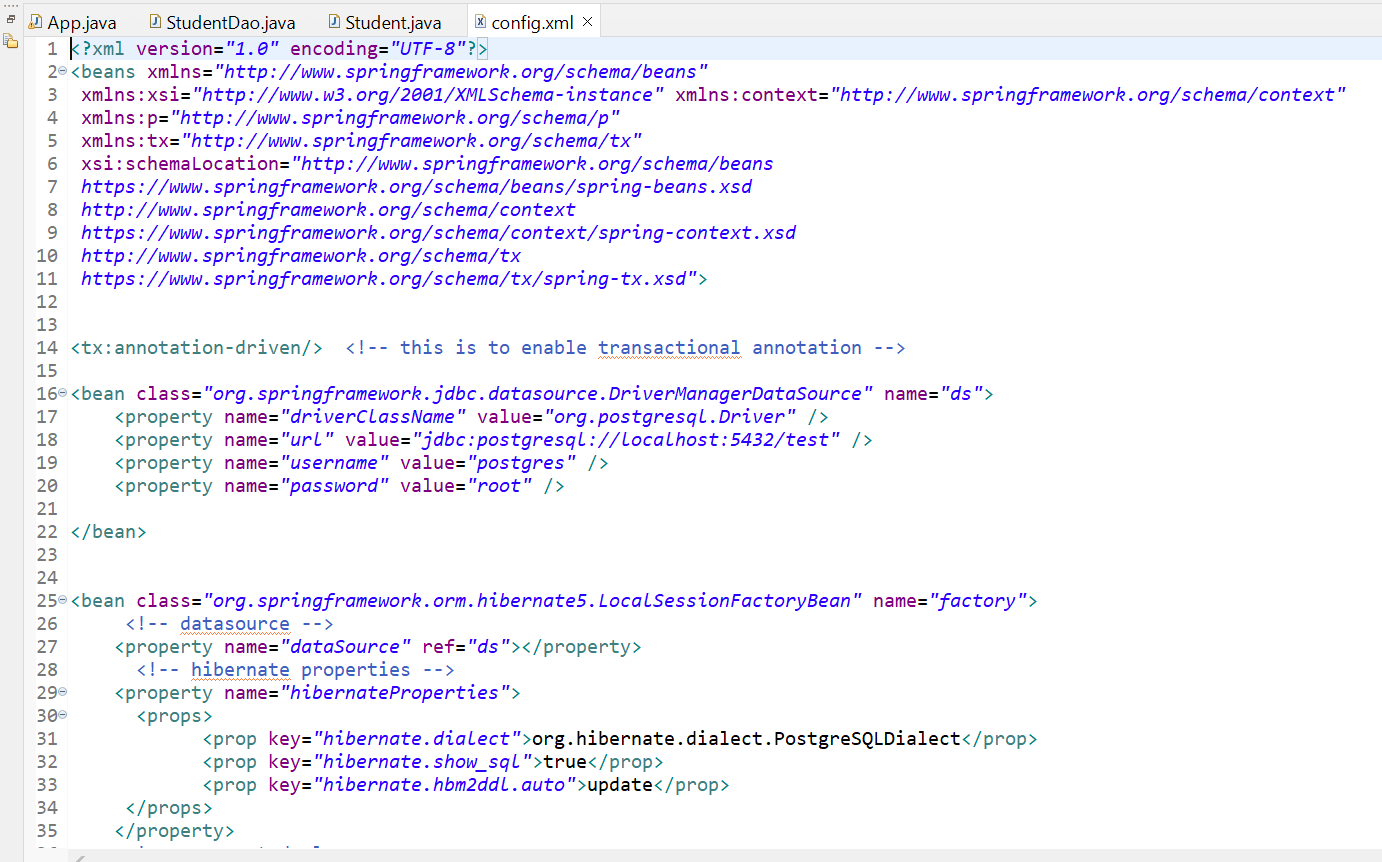 App.java StudentDao.java Student.java config.xml
1 <?xml version="1.0" encoding="UTF-8"?>
2 <beans xmlns="http://www.springframework.org/schema/beans"
3 xmlns:xsi="http://www.w3.org/2001/XMLSchema-instance" xmlns:context="http://www.springframework.org/schema/context"
4 xmlns:p="http://www.springframework.org/schema/p"
5 xmlns:tx="http://www.springframework.org/schema/tx"
6 xsi:schemaLocation="http://www.springframework.org/schema/beans
7 https://www.springframework.org/schema/beans/spring-beans.xsd
8 http://www.springframework.org/schema/context
9 https://www.springframework.org/schema/context/spring-context.xsd
10 http://www.springframework.org/schema/tx
11 https://www.springframework.org/schema/tx/spring-tx.xsd">
12
13
14 <tx:annotation-driven/> <!-- this is to enable transactional annotation -->
15
16 <bean class="org.springframework.jdbc.datasource.DriverManagerDataSource" name="ds">
17 <property name="driverClassName" value="org.postgresql.Driver" />
18 <property name="url" value="jdbc:postgresql://localhost:5432/test" />
19 <property name="username" value="postgres" />
20 <property name="password" value="root" />
21
22 </bean>
23
24
25 <bean class="org.springframework.orm.hibernate5.LocalSessionFactoryBean" name="factory">
26 <!-- datasource -->
27 <property name="dataSource" ref="ds"></property>
28 <!-- hibernate properties -->
29 <property name="hibernateProperties">
30 <props>
31 <prop key="hibernate.dialect">org.hibernate.dialect.PostgreSQLDialect</prop>
32 <prop key="hibernate.show_sql">true</prop>
33 <prop key="hibernate.hbm2ddl.auto">update</prop>
34 </props>
35 </property>